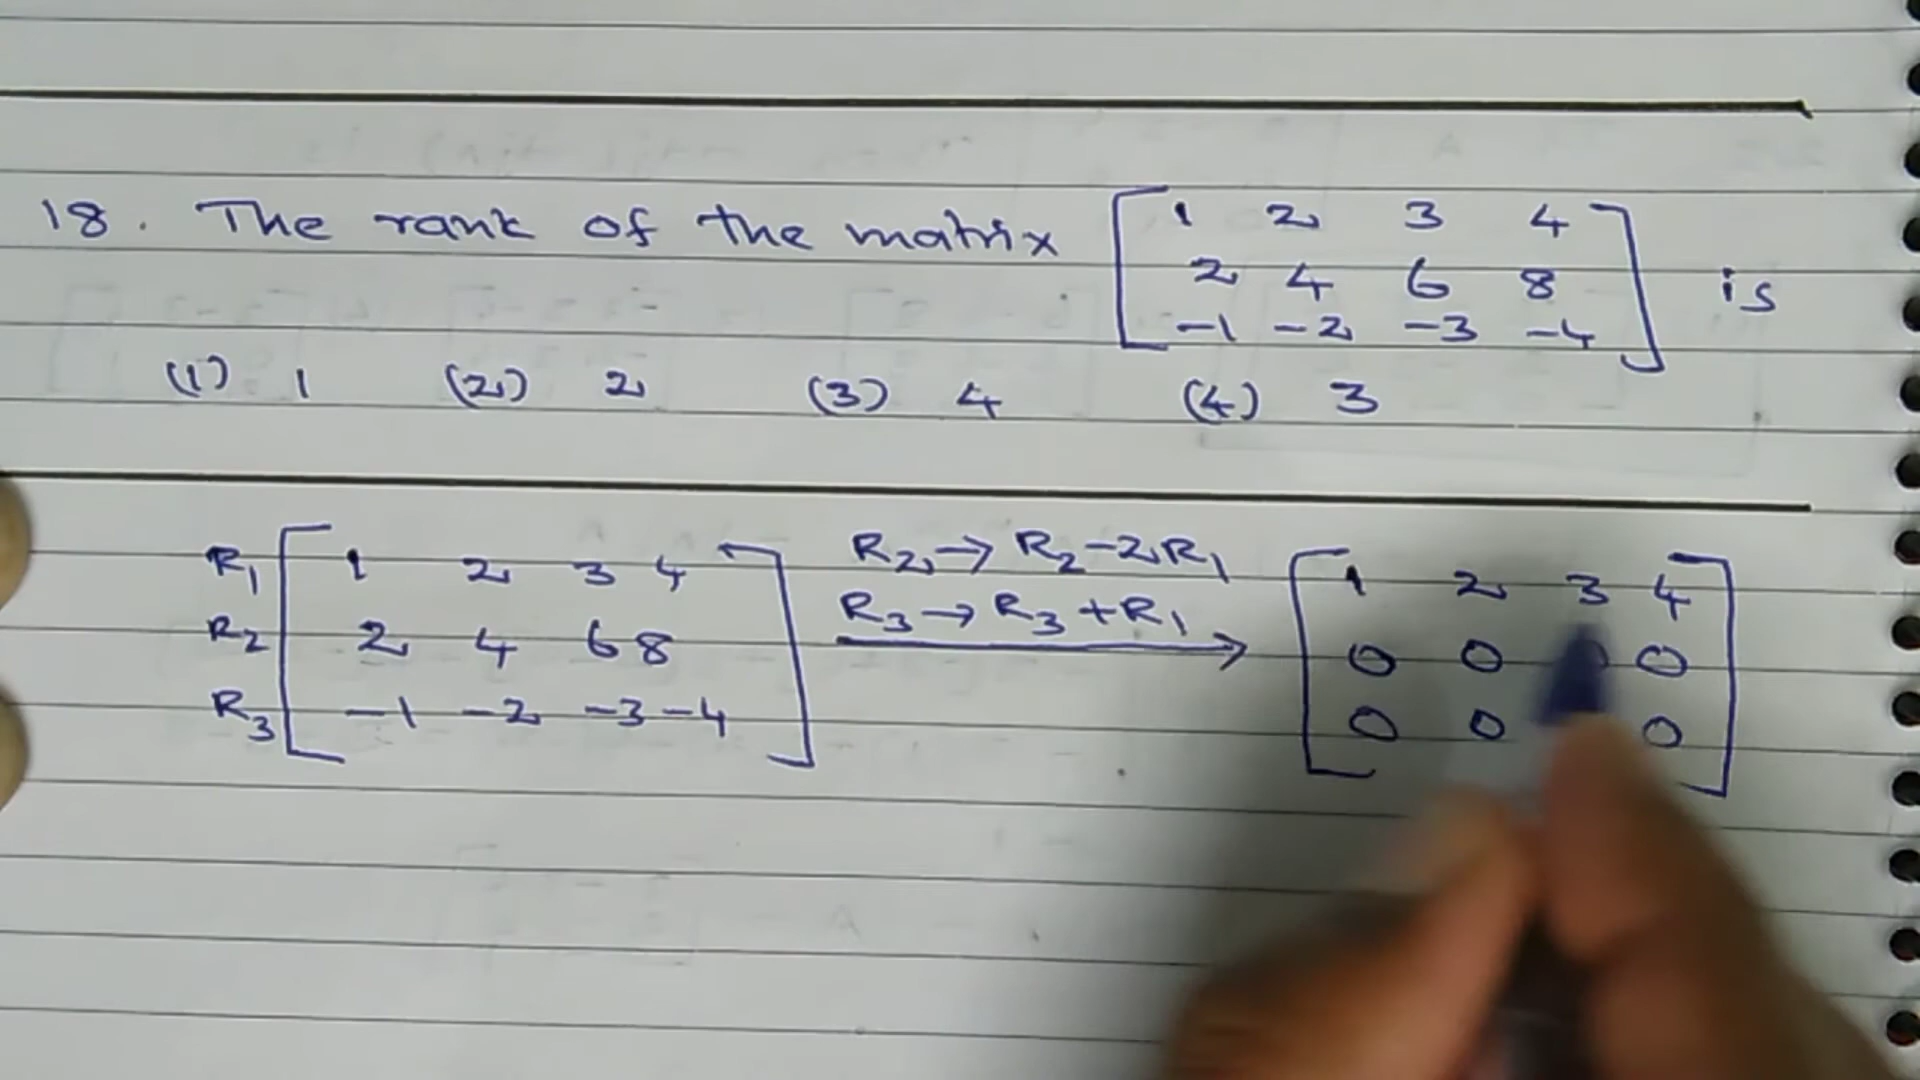 18. The rank of the matrix [1 2 3 4
2 4 6 8
-1 -2 -3 -4] is
(1) 1 (2) 2 (3) 4 (4) 3
R1 [1 2 3 4
R2 2 4 6 8
R3 -1 -2 -3 -4]
R2 → R2 - 2R1
R3 → R3 + R1
[1 2 3 4
0 0 0 0
0 0 0]